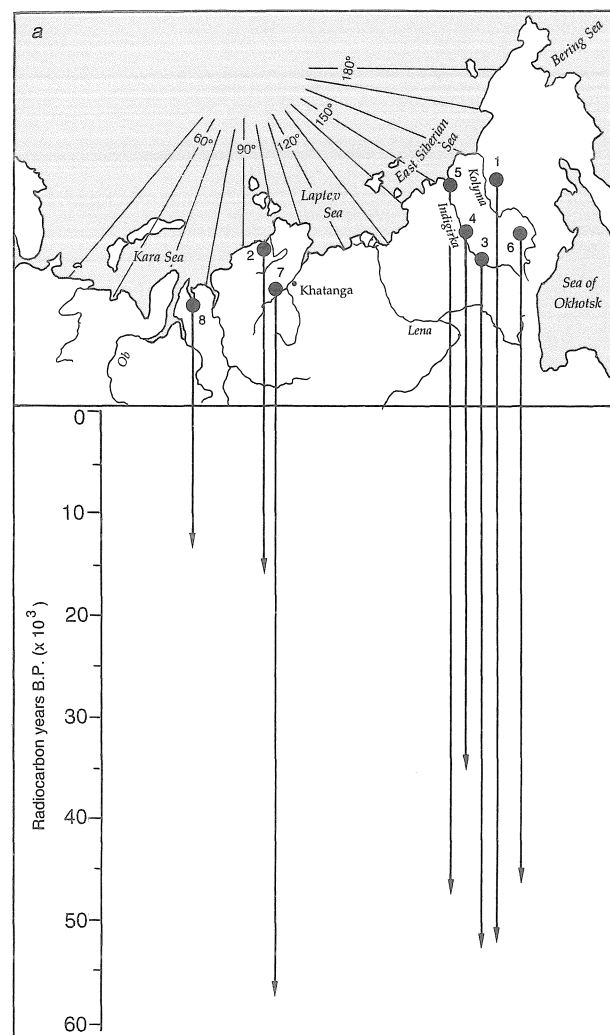 a
Bering Sea
180°
150°
120°
90°
60°
East Siberian
Sea
Laptev
Sea
Kara Sea
Kolyma
Indigirka
1
5
4
3
6
2
7
8
Khatanga
Sea of
Okhotsk
Lena
Ob
Radiocarbon years B.P. (x 10³)
0
10
20
30
40
50
60